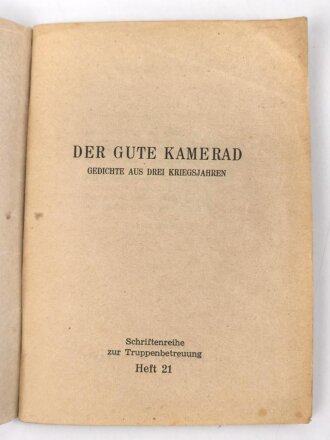 DER GUTE KAMERAD
GEDICHTE AUS DREI KRIEGSJAHREN
Schriftenreihe
zur Truppenbetreuung
Heft 21